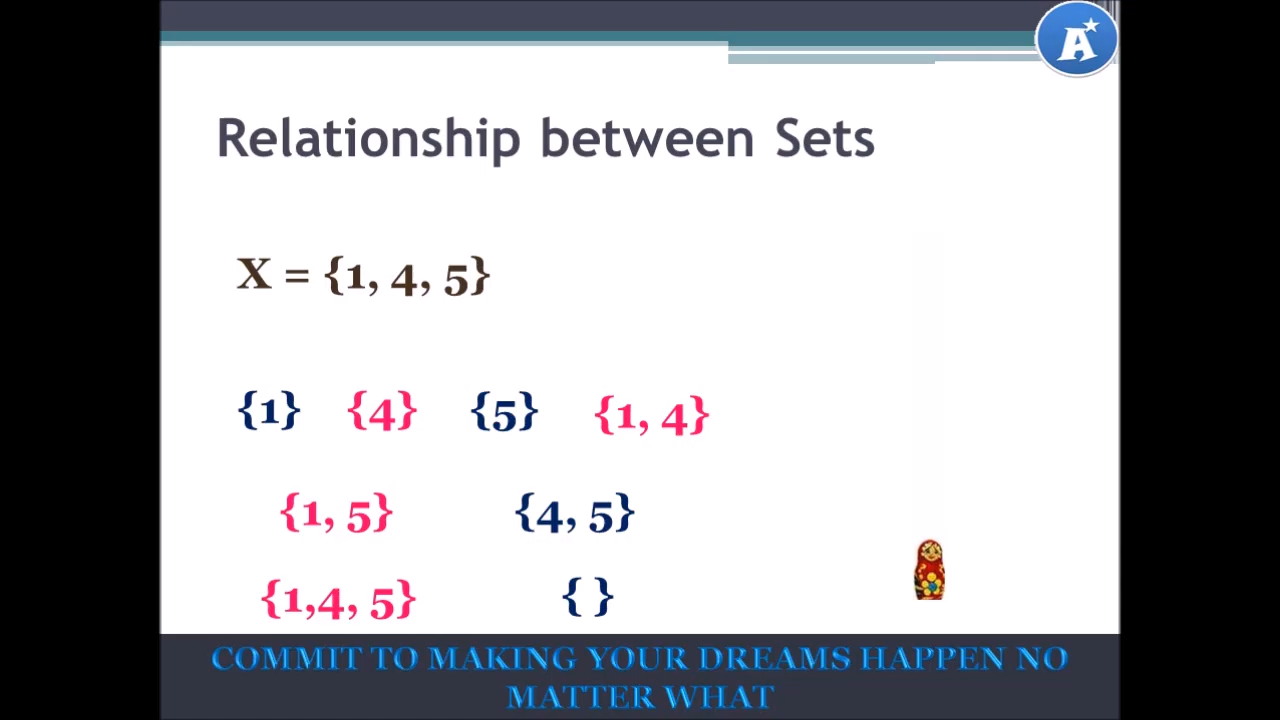 A
Relationship between Sets
X = {1, 4, 5}
{1} {4} {5} {1, 4}
{1, 5} {4, 5}
{1,4, 5} { }
COMMIT TO MAKING YOUR DREAMS HAPPEN NO
MATTER WHAT